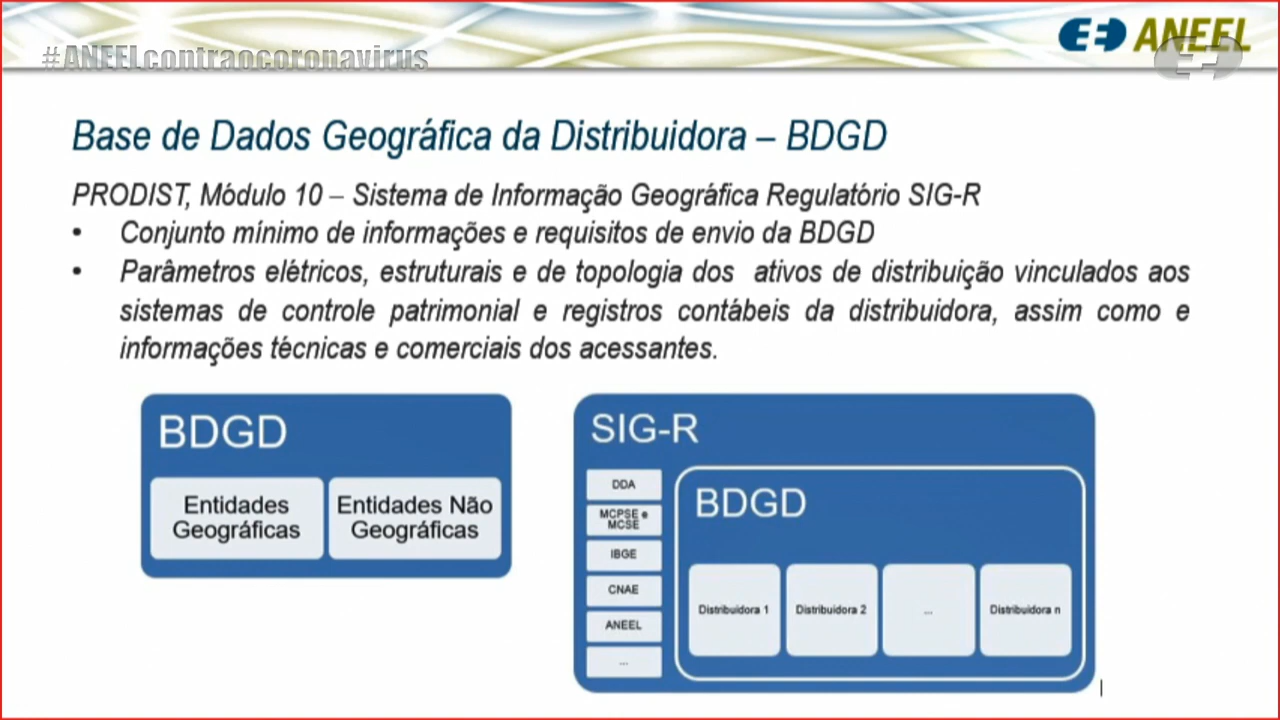 #ANEELcontraocoronavirus
ANEEL
Base de Dados Geográfica da Distribuidora – BDGD
PRODIST, Módulo 10 – Sistema de Informação Geográfica Regulatório SIG-R
• Conjunto mínimo de informações e requisitos de envio da BDGD
• Parâmetros elétricos, estruturais e de topologia dos ativos de distribuição vinculados aos
sistemas de controle patrimonial e registros contábeis da distribuidora, assim como e
informações técnicas e comerciais dos acessantes.
BDGD
Entidades
Geográficas
Entidades Não
Geográficas
SIG-R
DDA
MCPSE e
MCSE
IBGE
CNAE
ANEEL
...
BDGD
Distribuidora 1
Distribuidora 2
...
Distribuidora n